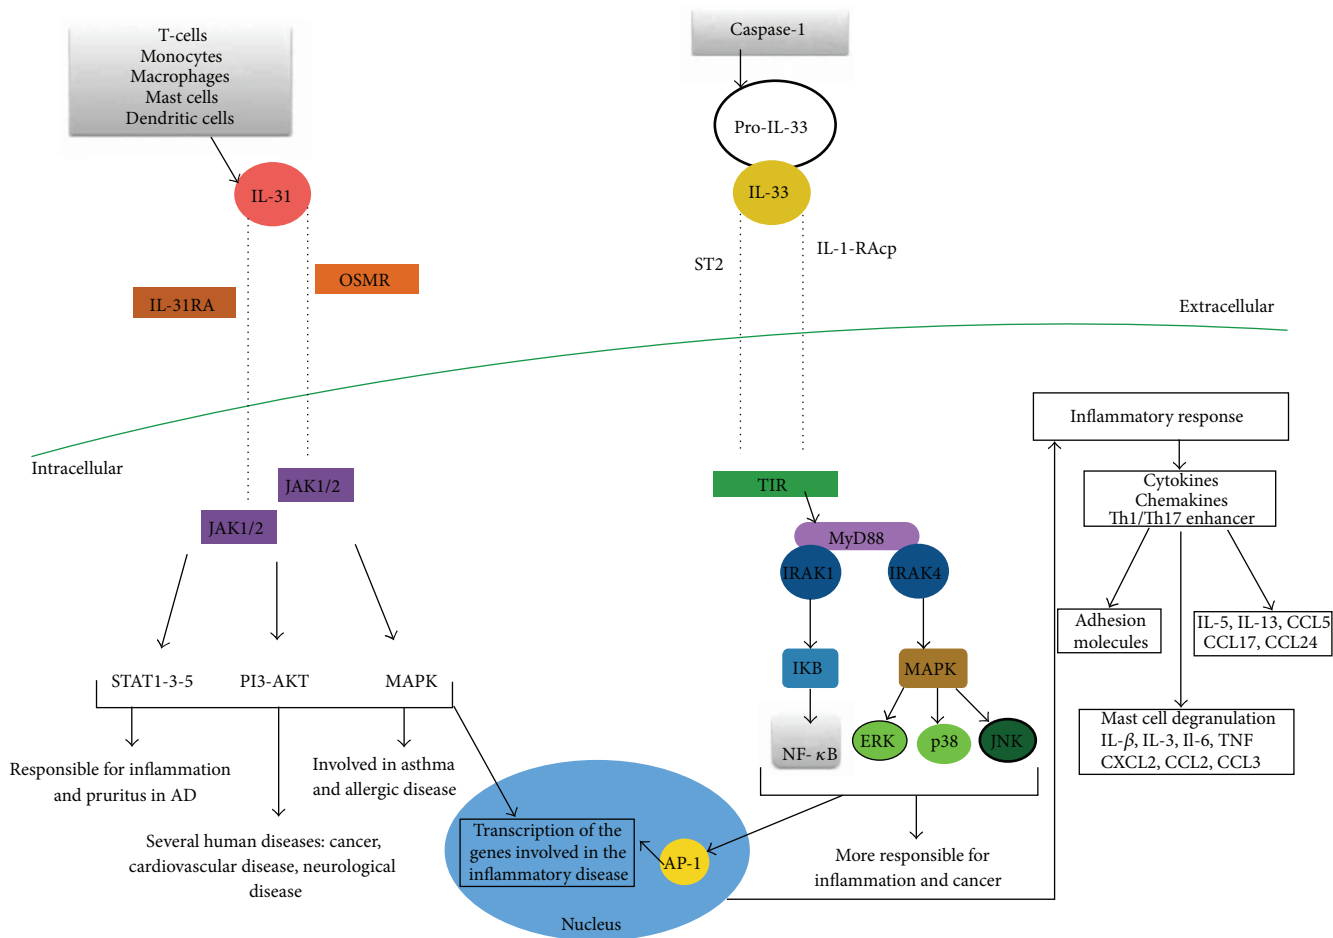 T-cells
Monocytes
Macrophages
Mast cells
Dendritic cells
IL-31
IL-31RA
OSMR
Caspase-1
Pro-IL-33
IL-33
ST2
IL-1-RAcp
Extracellular
Intracellular
JAK1/2
JAK1/2
STAT1-3-5
PI3-AKT
MAPK
Responsible for inflammation
and pruritus in AD
Several human diseases: cancer,
cardiovascular disease, neurological
disease
Involved in asthma
and allergic disease
TIR
MyD88
IRAK1
IRAK4
IKB
MAPK
NF-κB
ERK
p38
JNK
Transcription of the
genes involved in the
inflammatory disease
AP-1
Nucleus
More responsible for
inflammation and cancer
Inflammatory response
Cytokines
Chemakines
Th1/Th17 enhancer
Adhesion
molecules
IL-5, IL-13, CCL5
CCL17, CCL24
Mast cell degranulation
IL-β, IL-3, Il-6, TNF
CXCL2, CCL2, CCL3